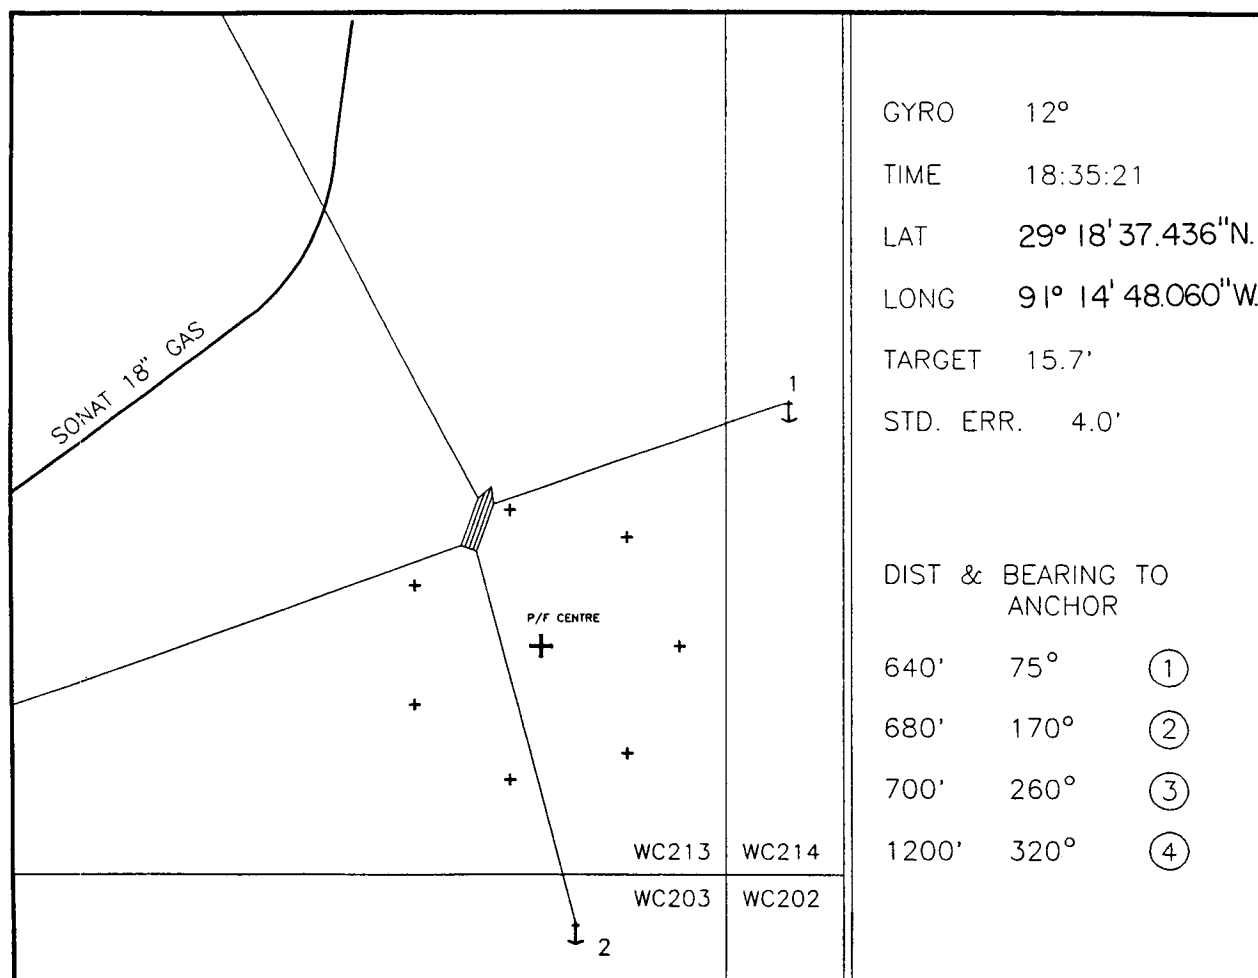 SONAT 18" GAS
1
P/F CENTRE
WC213 WC214
WC203 WC202
2
GYRO 12°
TIME 18:35:21
LAT 29° 18' 37.436"N.
LONG 91° 14' 48.060"W.
TARGET 15.7'
STD. ERR. 4.0'
DIST & BEARING TO
ANCHOR
640' 75° 1
680' 170° 2
700' 260° 3
1200' 320° 4